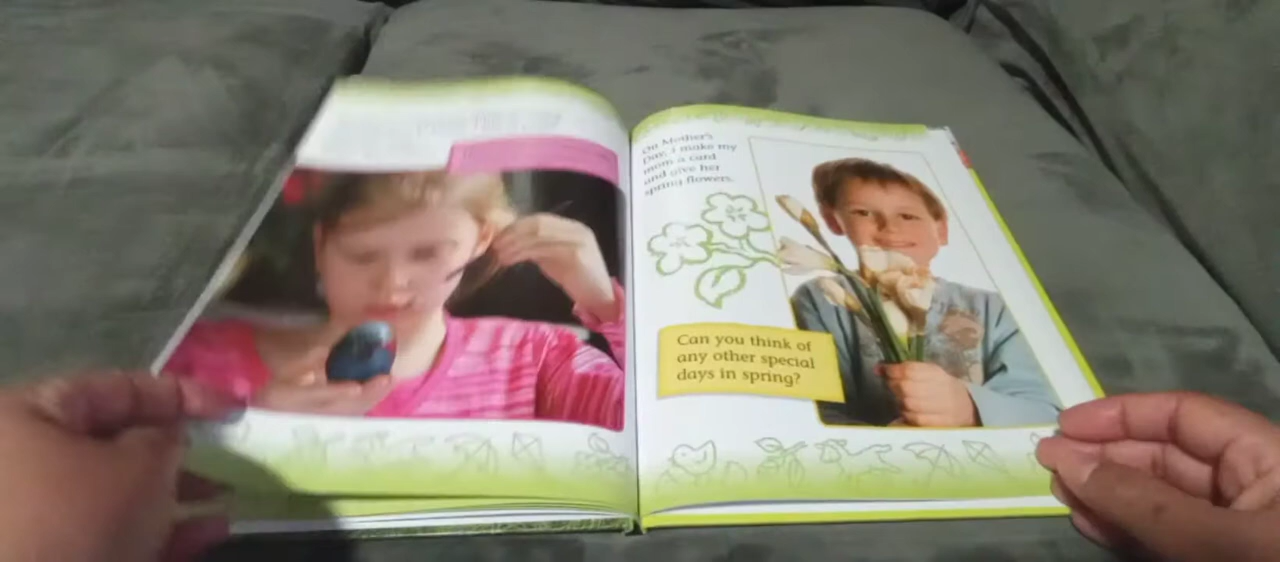 On Mother's
Day, I make my
mom a card
and give her
spring flowers.
Can you think of
any other special
days in spring?